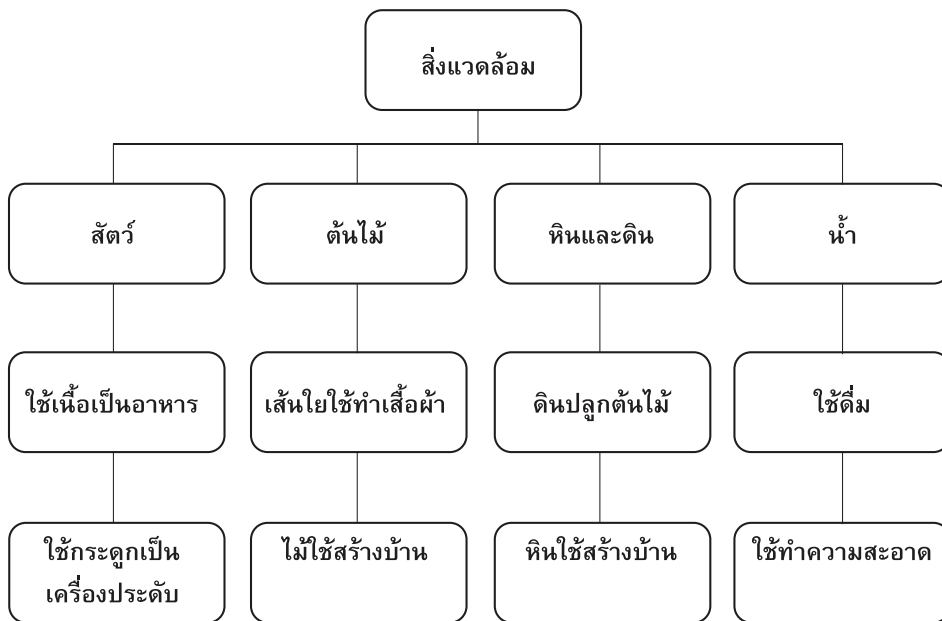 สิ่งแวดล้อม
สัตว์
ต้นไม้
หินและดิน
น้ำ
ใช้เนื้อเป็นอาหาร
เส้นใยใช้ทำเสื้อผ้า
ดินปลูกต้นไม้
ใช้ดื่ม
ใช้กระดูกเป็น
เครื่องประดับ
ไม้ใช้สร้างบ้าน
หินใช้สร้างบ้าน
ใช้ทำความสะอาด